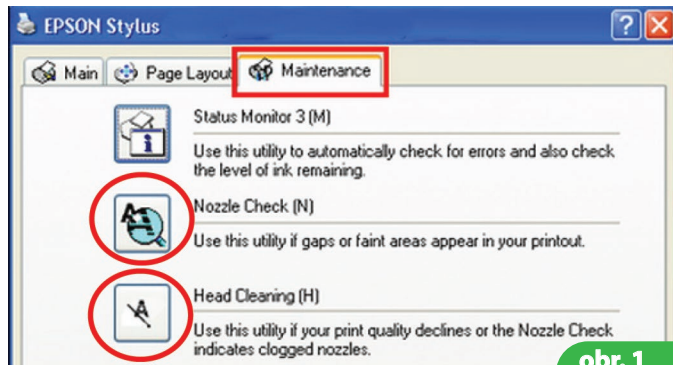 EPSON Stylus
Main Page Layout Maintenance
Status Monitor 3 (M)
Use this utility to automatically check for errors and also check
the level of ink remaining.
Nozzle Check (N)
Use this utility if gaps or faint areas appear in your printout.
Head Cleaning (H)
Use this utility if your print quality declines or the Nozzle Check
indicates clogged nozzles.
obr. 1